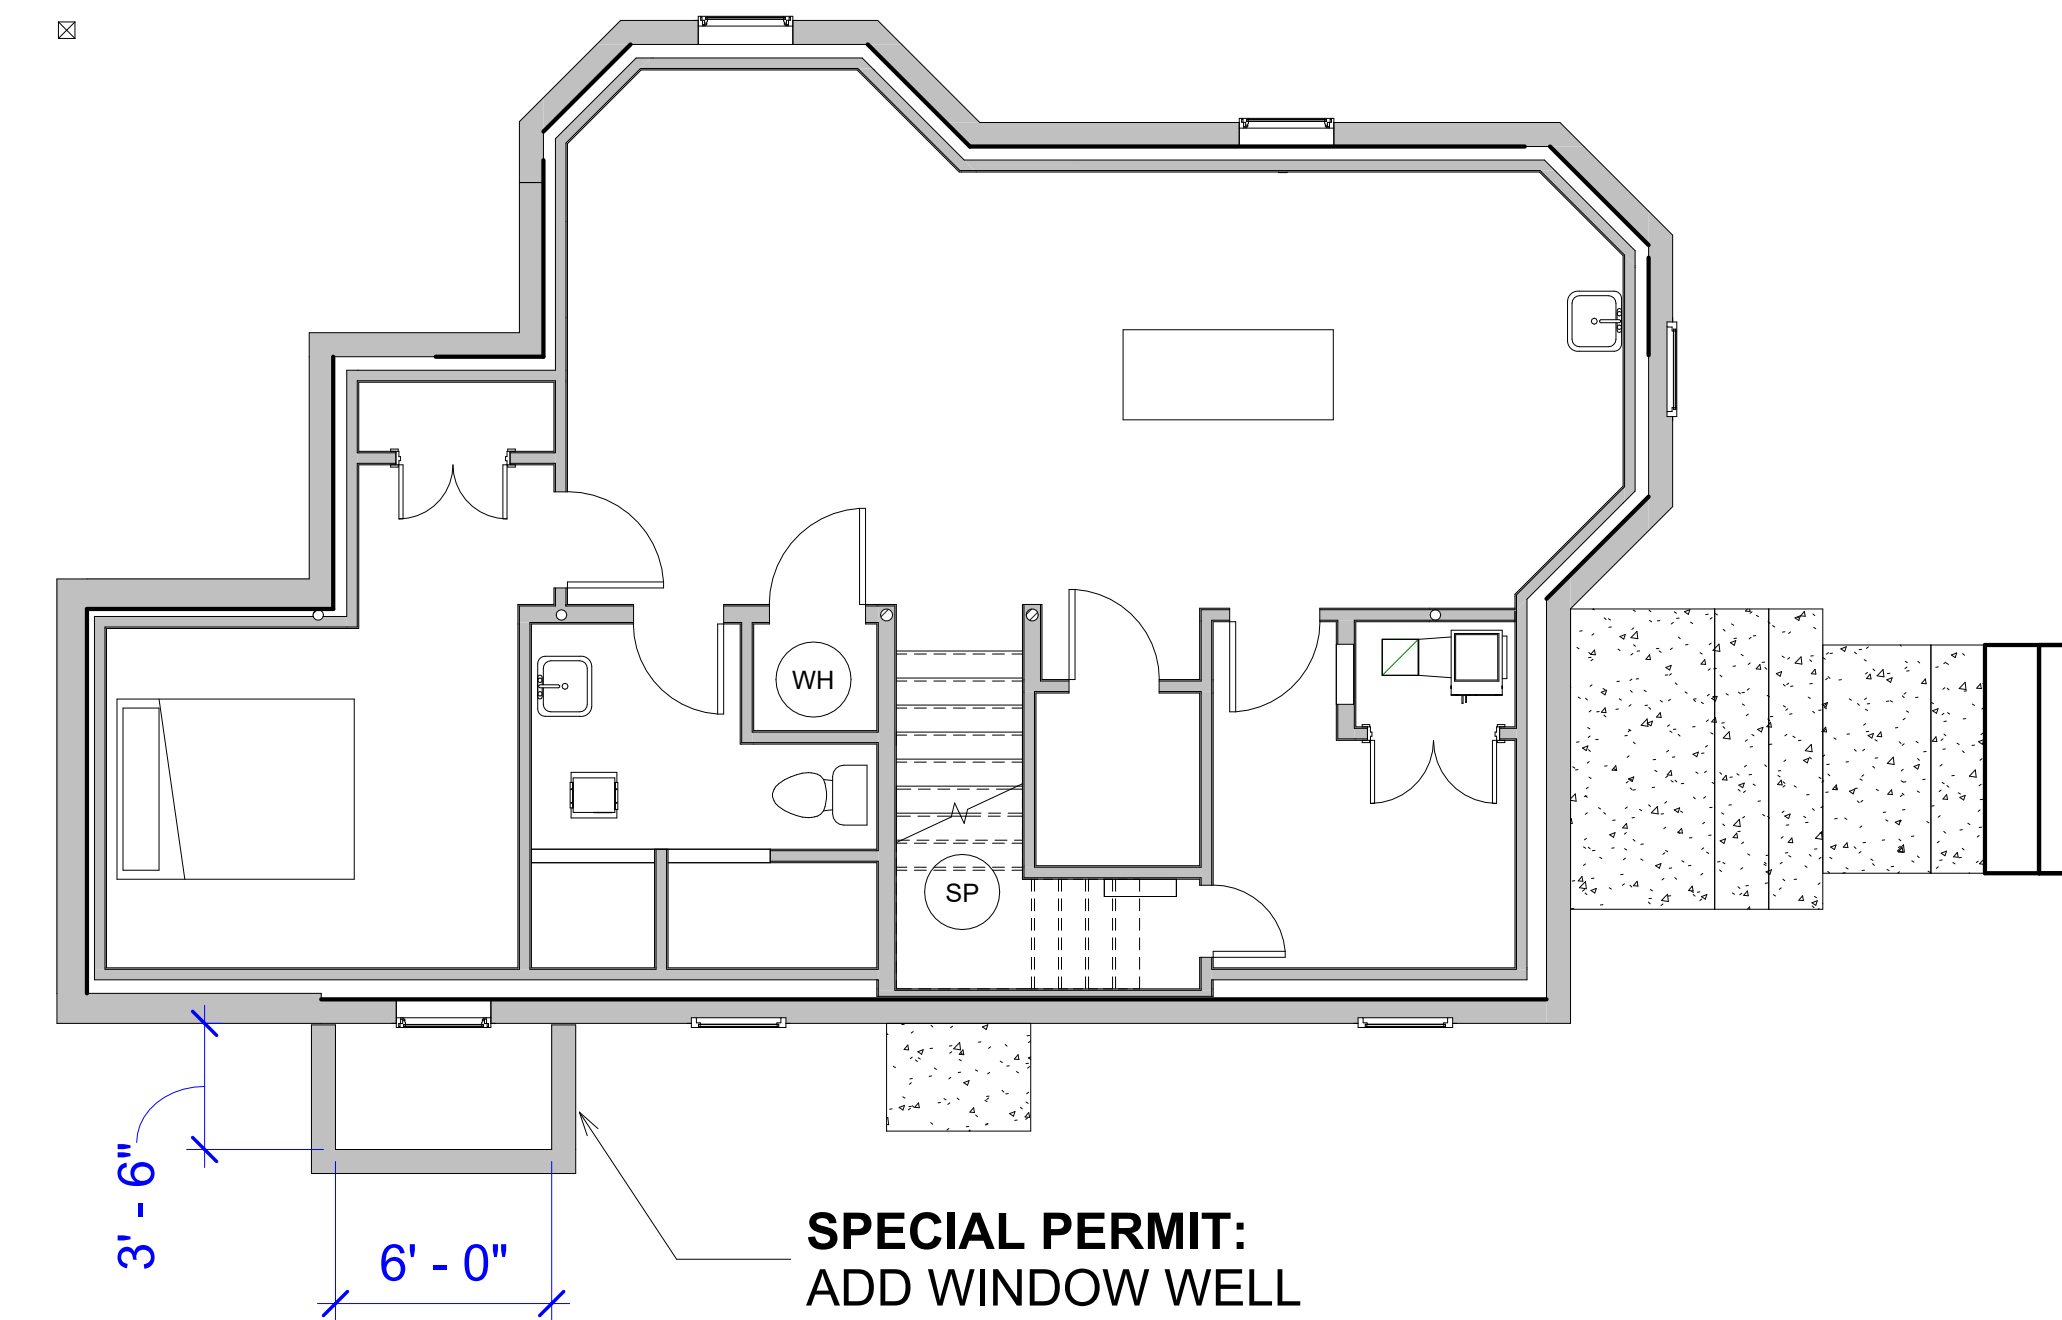 WH
SP
3' - 6"
6' - 0"
SPECIAL PERMIT:
ADD WINDOW WELL